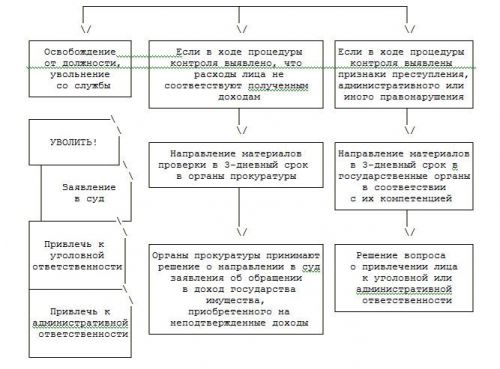 Освобождение
от должности,
увольнение
со службы
Если в ходе процедуры
контроля выявлено, что
расходы лица не
соответствуют полученным
доходам
Если в ходе процедуры
контроля выявлены
признаки преступления,
административного или
иного правонарушения
УВОЛИТЬ!
Заявление
в суд
Привлечь к
уголовной
ответственности
Привлечь к
административной
ответственности
Направление материалов
проверки в 3-дневный срок
в органы прокуратуры
Направление материалов
в 3-дневный срок в
государственные органы
в соответствии
с их компетенцией
Органы прокуратуры принимают
решение о направлении в суд
заявления об обращении
в доход государства
имущества,
приобретенного на
неподтвержденные доходы
Решение вопроса
о привлечении лица
к уголовной или
административной
ответственности